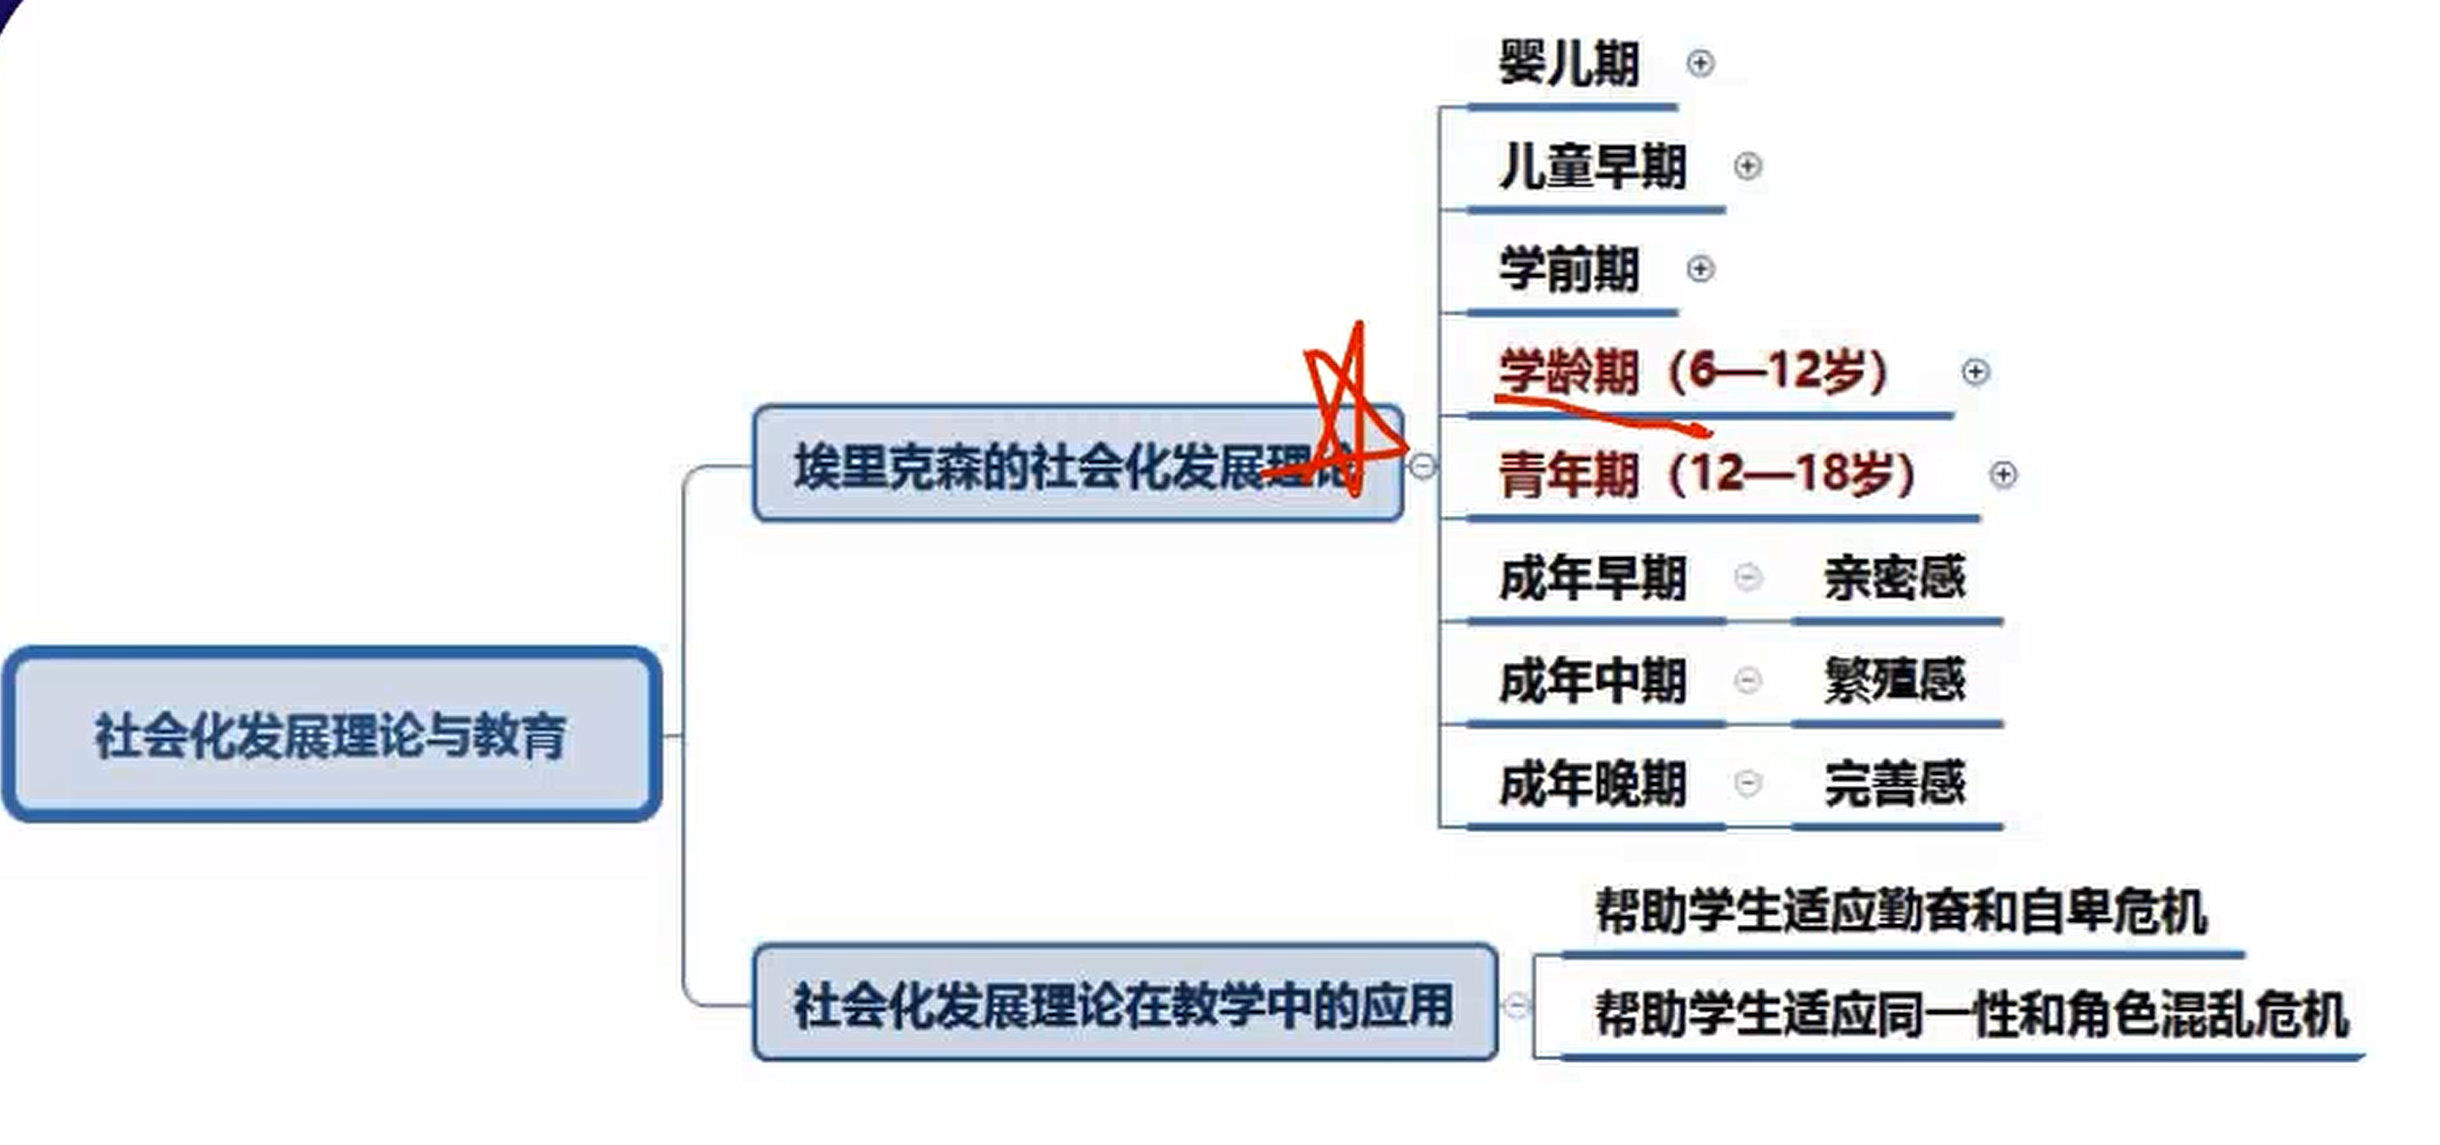 社会化发展理论与教育
埃里克森的社会化发展理论
婴儿期
儿童早期
学前期
学龄期（6—12岁）
青年期（12—18岁）
成年早期 亲密感
成年中期 繁殖感
成年晚期 完善感
社会化发展理论在教学中的应用
帮助学生适应勤奋和自卑危机
帮助学生适应同一性和角色混乱危机